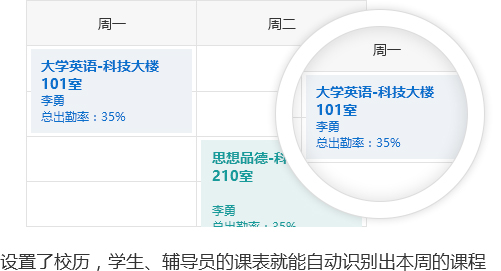 周一
周二
大学英语-科技大楼
101室
李勇
总出勤率：35%
思想品德-科
210室
李勇
总出勤率：35%
周一
大学英语-科技大楼
101室
李勇
总出勤率：35%
设置了校历，学生、辅导员的课表就能自动识别出本周的课程